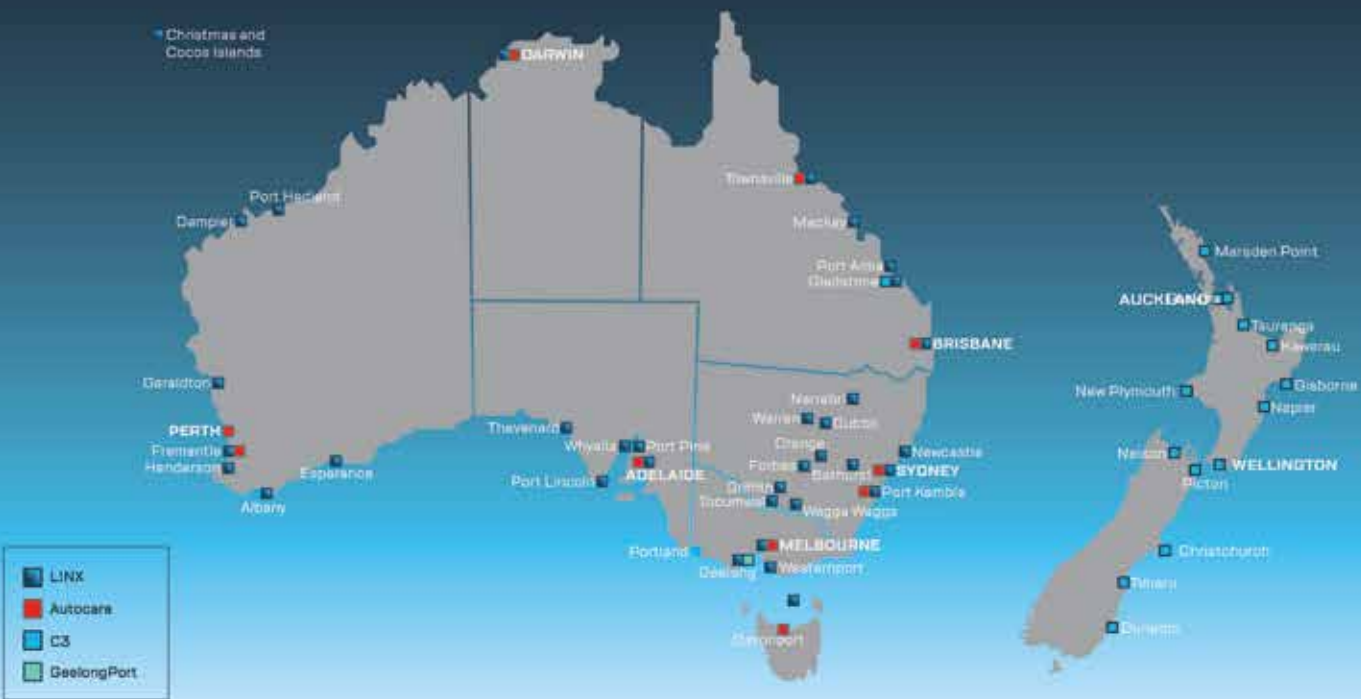 Christmas and
Cocos Islands
DARWIN
Townsville
Port Hedland
Dampier
Mackay
Port Alma
Gladstone
Marsden Point
AUCKLAND
Tauranga
Kawerau
BRISBANE
Geraldton
New Plymouth
Gisborne
Napier
Narrabri
Warren
Dubbo
PERTH
Thevenard
Whyalla
Port Pirie
Orange
Newcastle
Fremantle
Henderson
Esperance
ADELAIDE
Forbes
Bathurst
SYDNEY
Nelson
WELLINGTON
Picton
Port Lincoln
Griffith
Port Kembla
Albany
Tocumwal
Wagga Wagga
Portland
MELBOURNE
Geelong
Westernport
Christchurch
Timaru
Dunedin
Devonport
LINX
Autocare
C3
GeelongPort